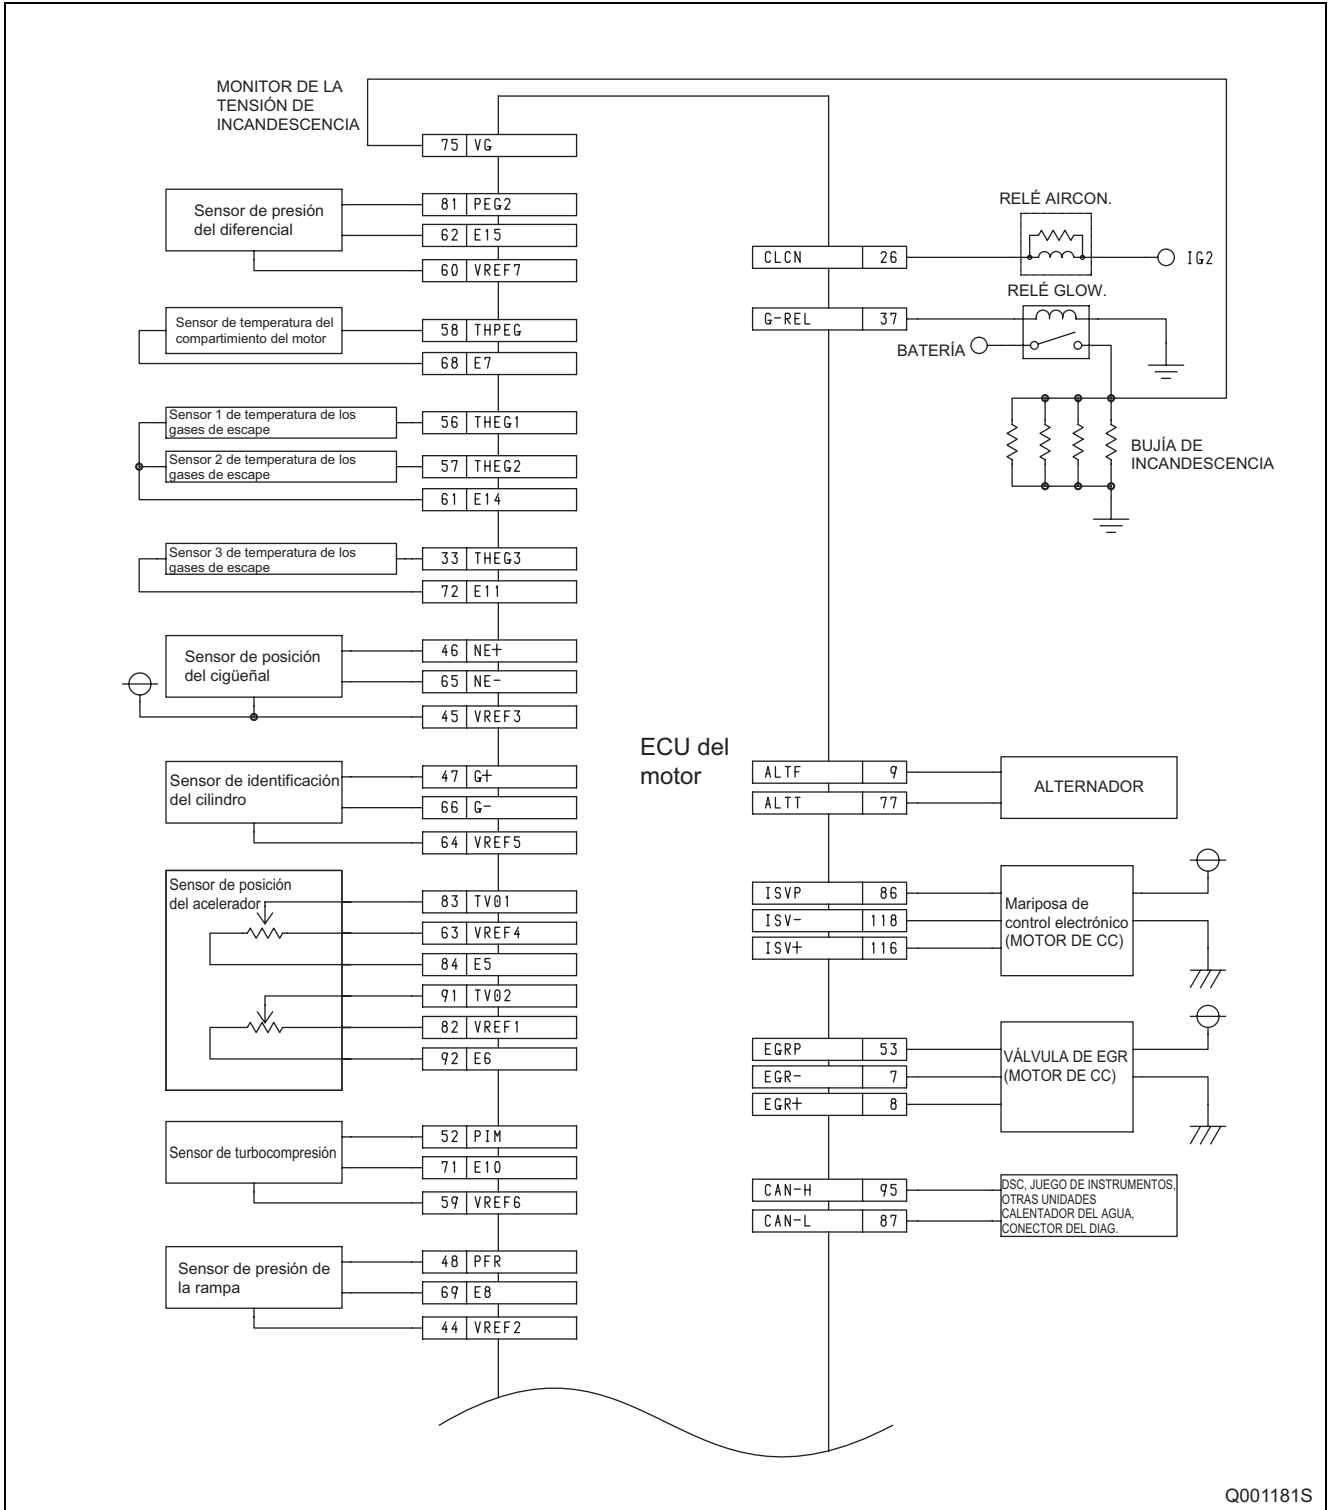 MONITOR DE LA
TENSIÓN DE
INCANDESCENCIA
75 VG
Sensor de presión
del diferencial
81 PEG2
62 E15
60 VREF7
Sensor de temperatura del
compartimiento del motor
58 THPEG
68 E7
Sensor 1 de temperatura de los
gases de escape
56 THEG1
Sensor 2 de temperatura de los
gases de escape
57 THEG2
61 E14
Sensor 3 de temperatura de los
gases de escape
33 THEG3
72 E11
Sensor de posición
del cigüeñal
46 NE+
65 NE-
45 VREF3
Sensor de identificación
del cilindro
47 G+
66 G-
64 VREF5
Sensor de posición
del acelerador
83 TV01
63 VREF4
84 E5
91 TV02
82 VREF1
92 E6
Sensor de turbocompresión
52 PIM
71 E10
59 VREF6
Sensor de presión de
la rampa
48 PFR
69 E8
44 VREF2
ECU del
motor
RELÉ AIRCON.
CLCN 26
IG2
RELÉ GLOW.
G-REL 37
BATERÍA
BUJÍA DE
INCANDESCENCIA
ALTF 9
ALTT 77
ALTERNADOR
ISVP 86
ISV- 118
ISV+ 116
Mariposa de
control electrónico
(MOTOR DE CC)
EGRP 53
EGR- 7
EGR+ 8
VÁLVULA DE EGR
(MOTOR DE CC)
CAN-H 95
CAN-L 87
DSC, JUEGO DE INSTRUMENTOS,
OTRAS UNIDADES
CALENTADOR DEL AGUA,
CONECTOR DEL DIAG.
Q001181S